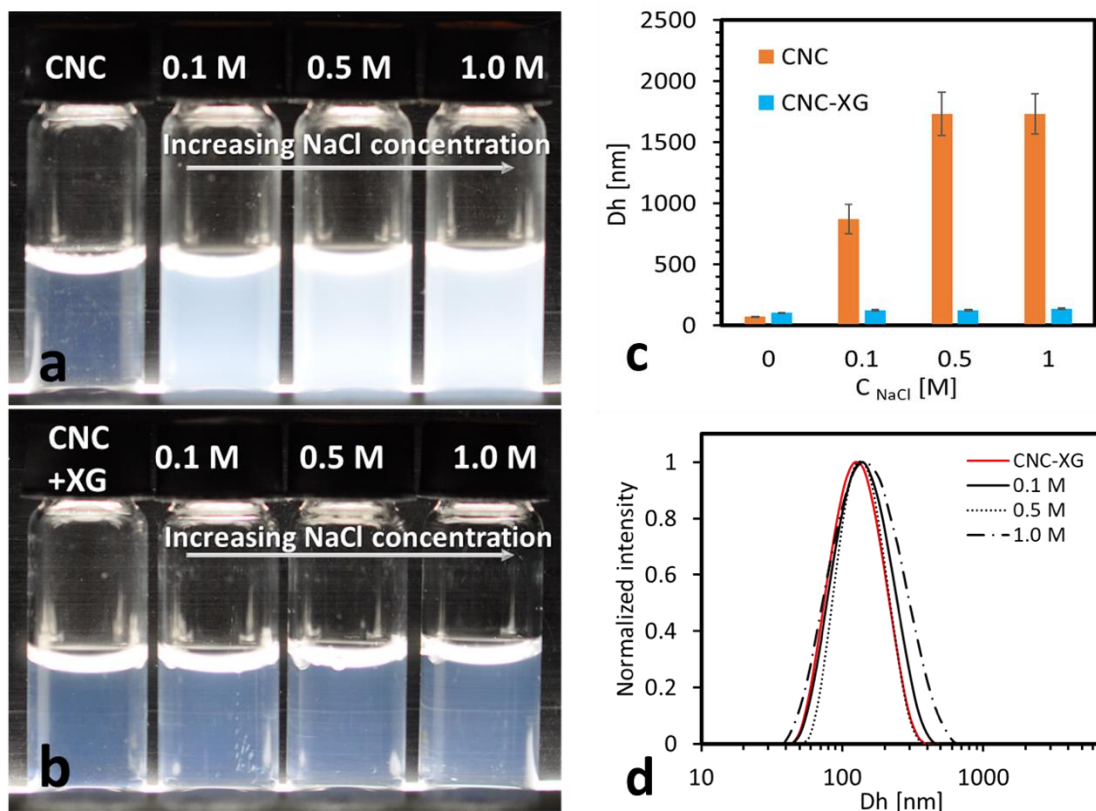 CNC 0.1 M 0.5 M 1.0 M
Increasing NaCl concentration
a
CNC
+XG 0.1 M 0.5 M 1.0 M
Increasing NaCl concentration
b
2500
2000
1500
1000
500
0
Dh [nm]
CNC
CNC-XG
0 0.1 0.5 1
C NaCl [M]
c
1
0.8
0.6
0.4
0.2
0
Normalized intensity
CNC-XG
0.1 M
0.5 M
1.0 M
10 100 1000
Dh [nm]
d